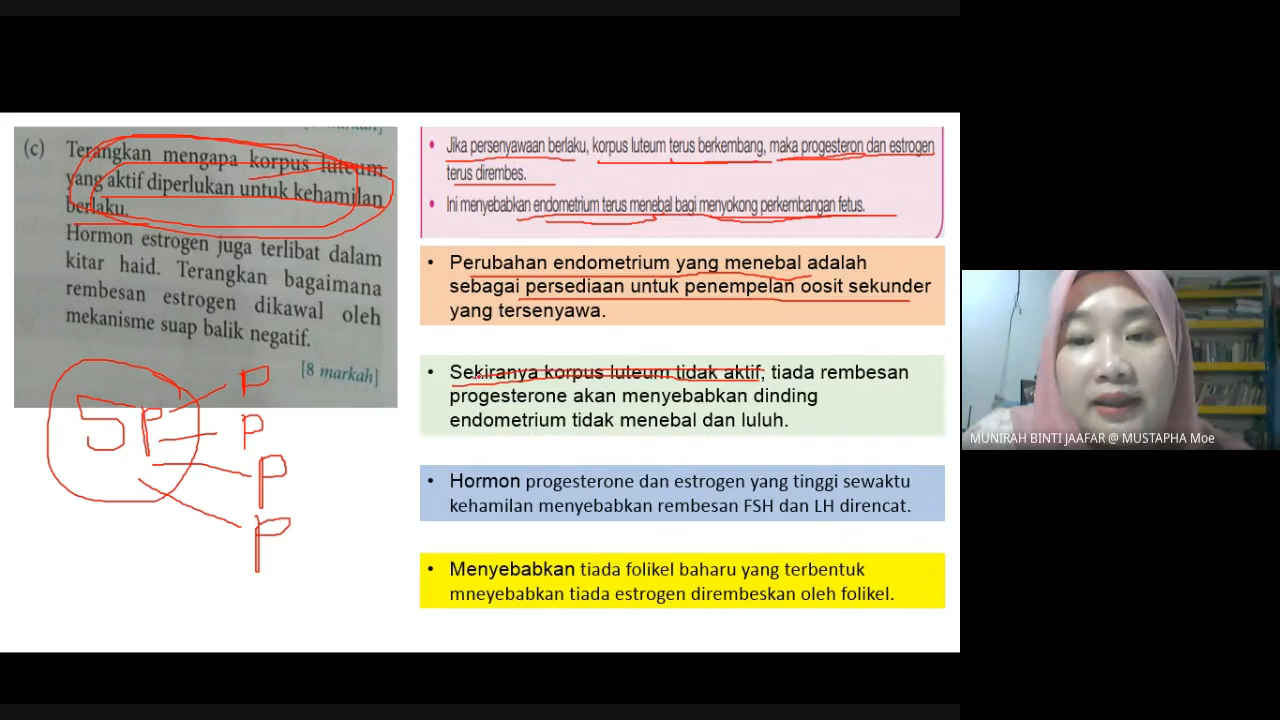 (c) Terangkan mengapa korpus luteum
yang aktif diperlukan untuk kehamilan
berlaku.
Hormon estrogen juga terlibat dalam
kitar haid. Terangkan bagaimana
rembesan estrogen dikawal oleh
mekanisme suap balik negatif.
[8 markah]
5P
P
P
P
P
• Jika persenyawaan berlaku, korpus luteum terus berkembang, maka progesteron dan estrogen
terus dirembes.
• Ini menyebabkan endometrium terus menebal bagi menyokong perkembangan fetus.
• Perubahan endometrium yang menebal adalah
sebagai persediaan untuk penempelan oosit sekunder
yang tersenyawa.
• Sekiranya korpus luteum tidak aktif, tiada rembesan
progesterone akan menyebabkan dinding
endometrium tidak menebal dan luluh.
• Hormon progesterone dan estrogen yang tinggi sewaktu
kehamilan menyebabkan rembesan FSH dan LH direncat.
• Menyebabkan tiada folikel baharu yang terbentuk
mneyebabkan tiada estrogen dirembeskan oleh folikel.
MUNIRAH BINTI JAAFAR @ MUSTAPHA Moe